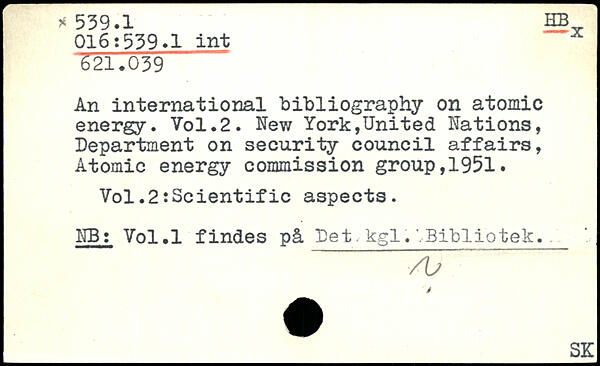 × 539.1 HB
016:539.1 int x
621.039
An international bibliography on atomic
energy. Vol.2. New York,United Nations,
Department on security council affairs,
Atomic energy commission group,1951.
Vol.2:Scientific aspects.
NB: Vol.1 findes på Det kgl. Bibliotek.
SK